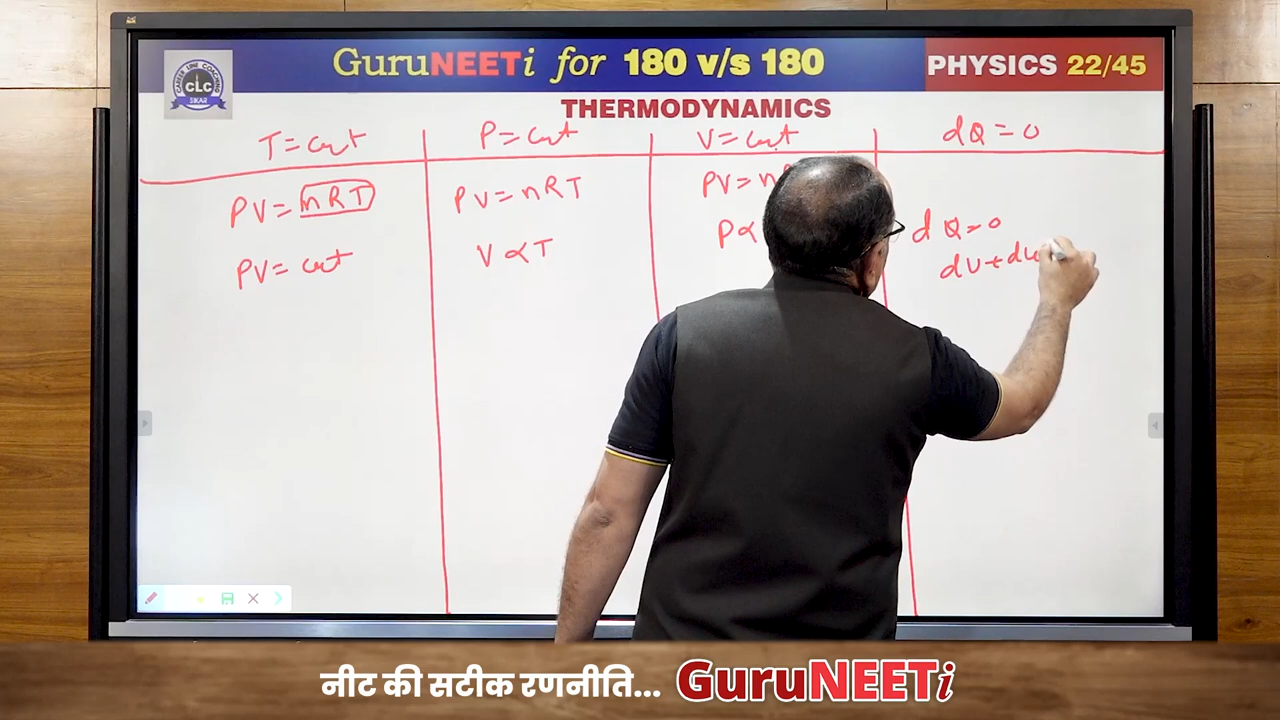 GuruNEETi for 180 v/s 180
PHYSICS 22/45
CAREER LINE COACHING
CLC
SIKAR
THERMODYNAMICS
T = cnst
P = cnst
V = cnst
dQ = 0
PV = nRT
PV = nRT
PV = n
dQ = 0
PV = cnst
V ∝ T
P ∝
dU + d
नीट की सटीक रणनीति... GuruNEETi